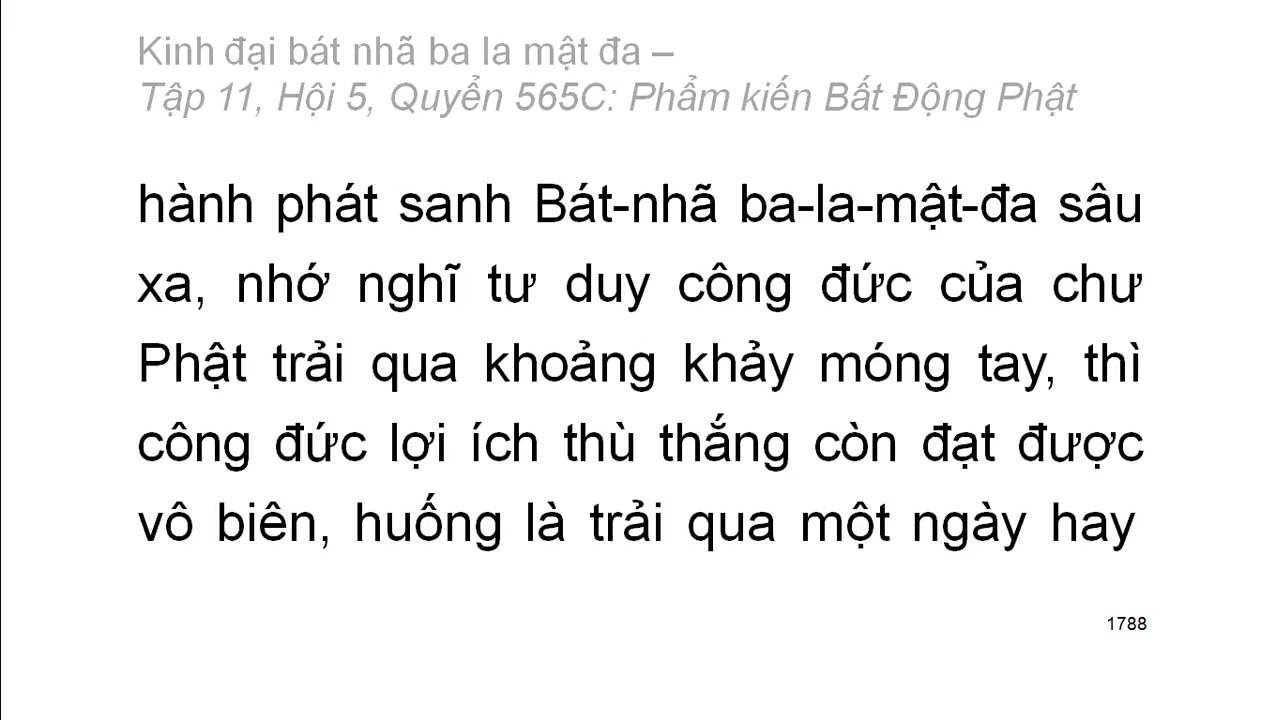 Kinh đại bát nhã ba la mật đa –
Tập 11, Hội 5, Quyển 565C: Phẩm kiến Bất Động Phật
hành phát sanh Bát-nhã ba-la-mật-đa sâu
xa, nhớ nghĩ tư duy công đức của chư
Phật trải qua khoảng khảy móng tay, thì
công đức lợi ích thù thắng còn đạt được
vô biên, huống là trải qua một ngày hay
1788